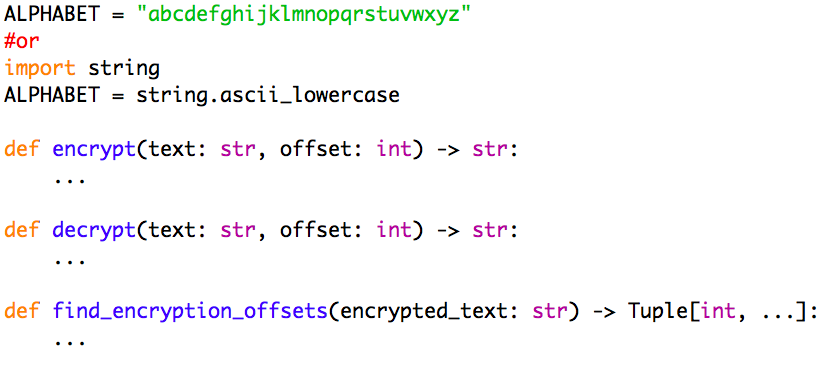 ALPHABET = "abcdefghijklmnopqrstuvwxyz"
#or
import string
ALPHABET = string.ascii_lowercase
def encrypt(text: str, offset: int) -> str:
    ...
def decrypt(text: str, offset: int) -> str:
    ...
def find_encryption_offsets(encrypted_text: str) -> Tuple[int, ...]:
    ...